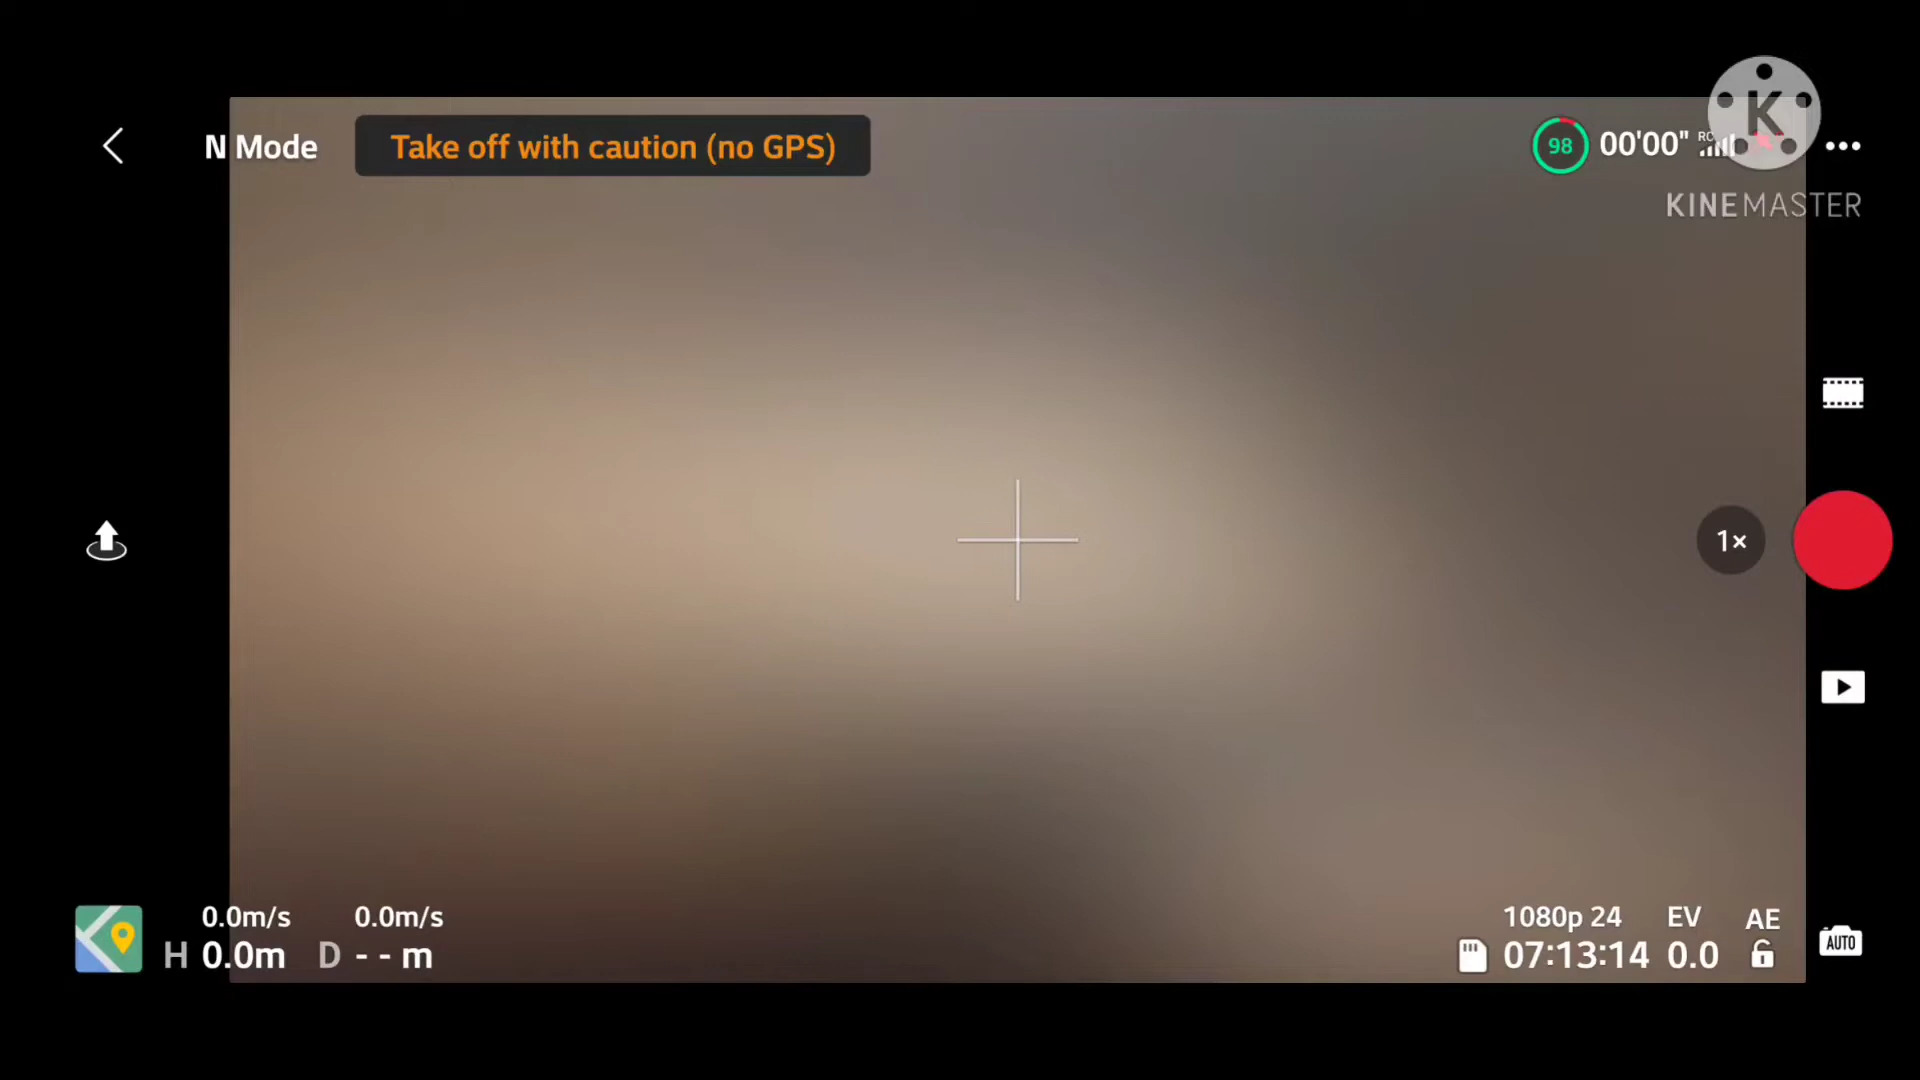 N Mode
Take off with caution (no GPS)
98
00'00"
RC
K
KINEMASTER
1×
0.0m/s
0.0m/s
H 0.0m
D - - m
1080p 24
07:13:14
EV
0.0
AE
AUTO